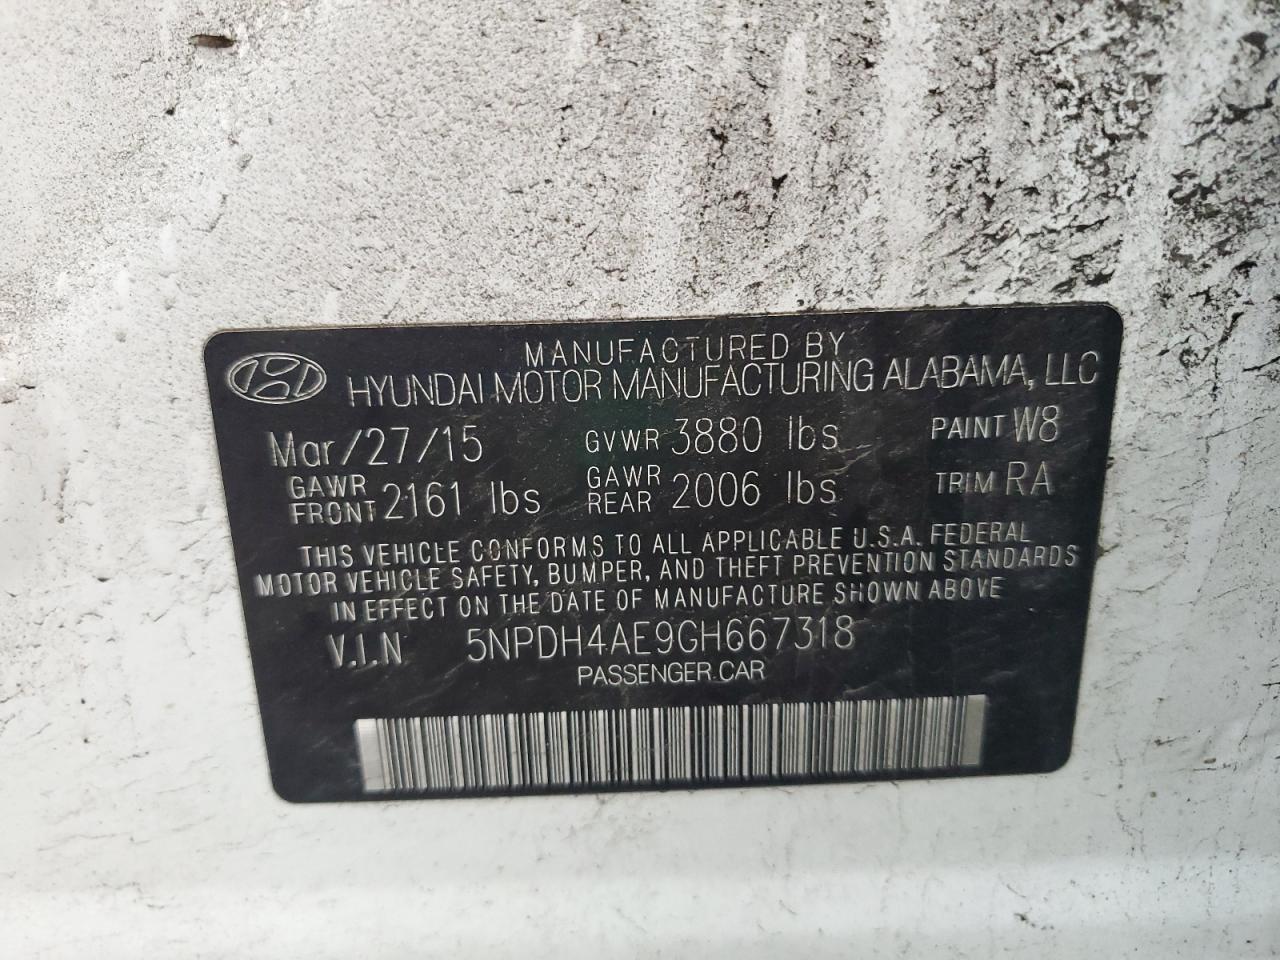 MANUFACTURED BY
HYUNDAI MOTOR MANUFACTURING ALABAMA, LLC
Mar/27/15 GVWR 3880 lbs PAINT W8
GAWR FRONT 2161 lbs GAWR REAR 2006 lbs TRIM RA
THIS VEHICLE CONFORMS TO ALL APPLICABLE U.S.A. FEDERAL
MOTOR VEHICLE SAFETY, BUMPER, AND THEFT PREVENTION STANDARDS
IN EFFECT ON THE DATE OF MANUFACTURE SHOWN ABOVE
V.I.N 5NPDH4AE9GH667318
PASSENGER CAR